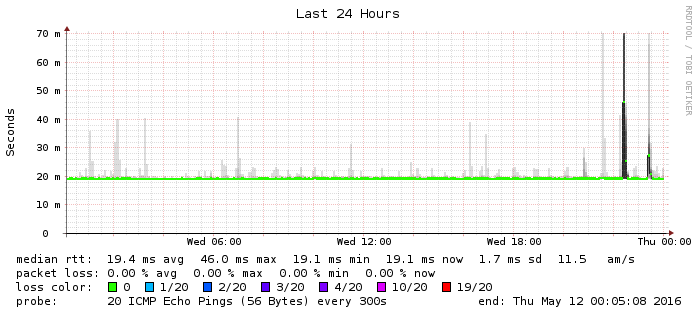 Last 24 Hours
RRDTOOL / TOBI OETIKER
Seconds
70 m
60 m
50 m
40 m
30 m
20 m
10 m
0
Wed 06:00 Wed 12:00 Wed 18:00 Thu 00:00
median rtt: 19.4 ms avg 46.0 ms max 19.1 ms min 19.1 ms now 1.7 ms sd 11.5 am/s
packet loss: 0.00 % avg 0.00 % max 0.00 % min 0.00 % now
loss color: 0 1/20 2/20 3/20 4/20 10/20 19/20
probe: 20 ICMP Echo Pings (56 Bytes) every 300s end: Thu May 12 00:05:08 2016